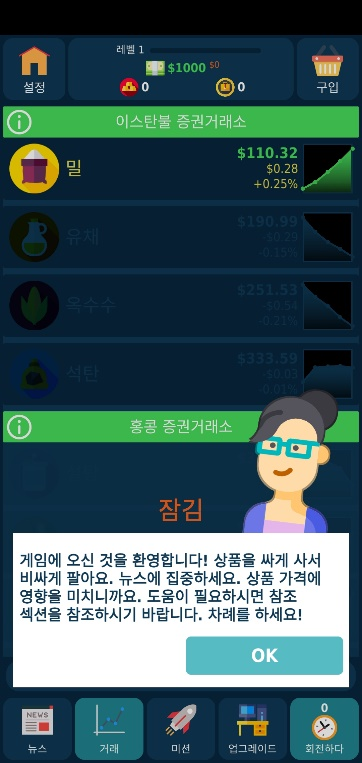 레벨 1
$1000 $0
0
0
설정
구입
이스탄불 증권거래소
밀
$110.32
$0.28
+0.25%
유채
$190.99
-$0.29
-0.15%
옥수수
$251.53
-$0.54
-0.21%
석탄
$333.59
-$0.03
-0.01%
홍콩 증권거래소
잠김
게임에 오신 것을 환영합니다! 상품을 싸게 사서
비싸게 팔아요. 뉴스에 집중하세요. 상품 가격에
영향을 미치니까요. 도움이 필요하시면 참조
섹션을 참조하시기 바랍니다. 차례를 하세요!
OK
NEWS
뉴스
거래
미션
업그레이드
0
회전하다